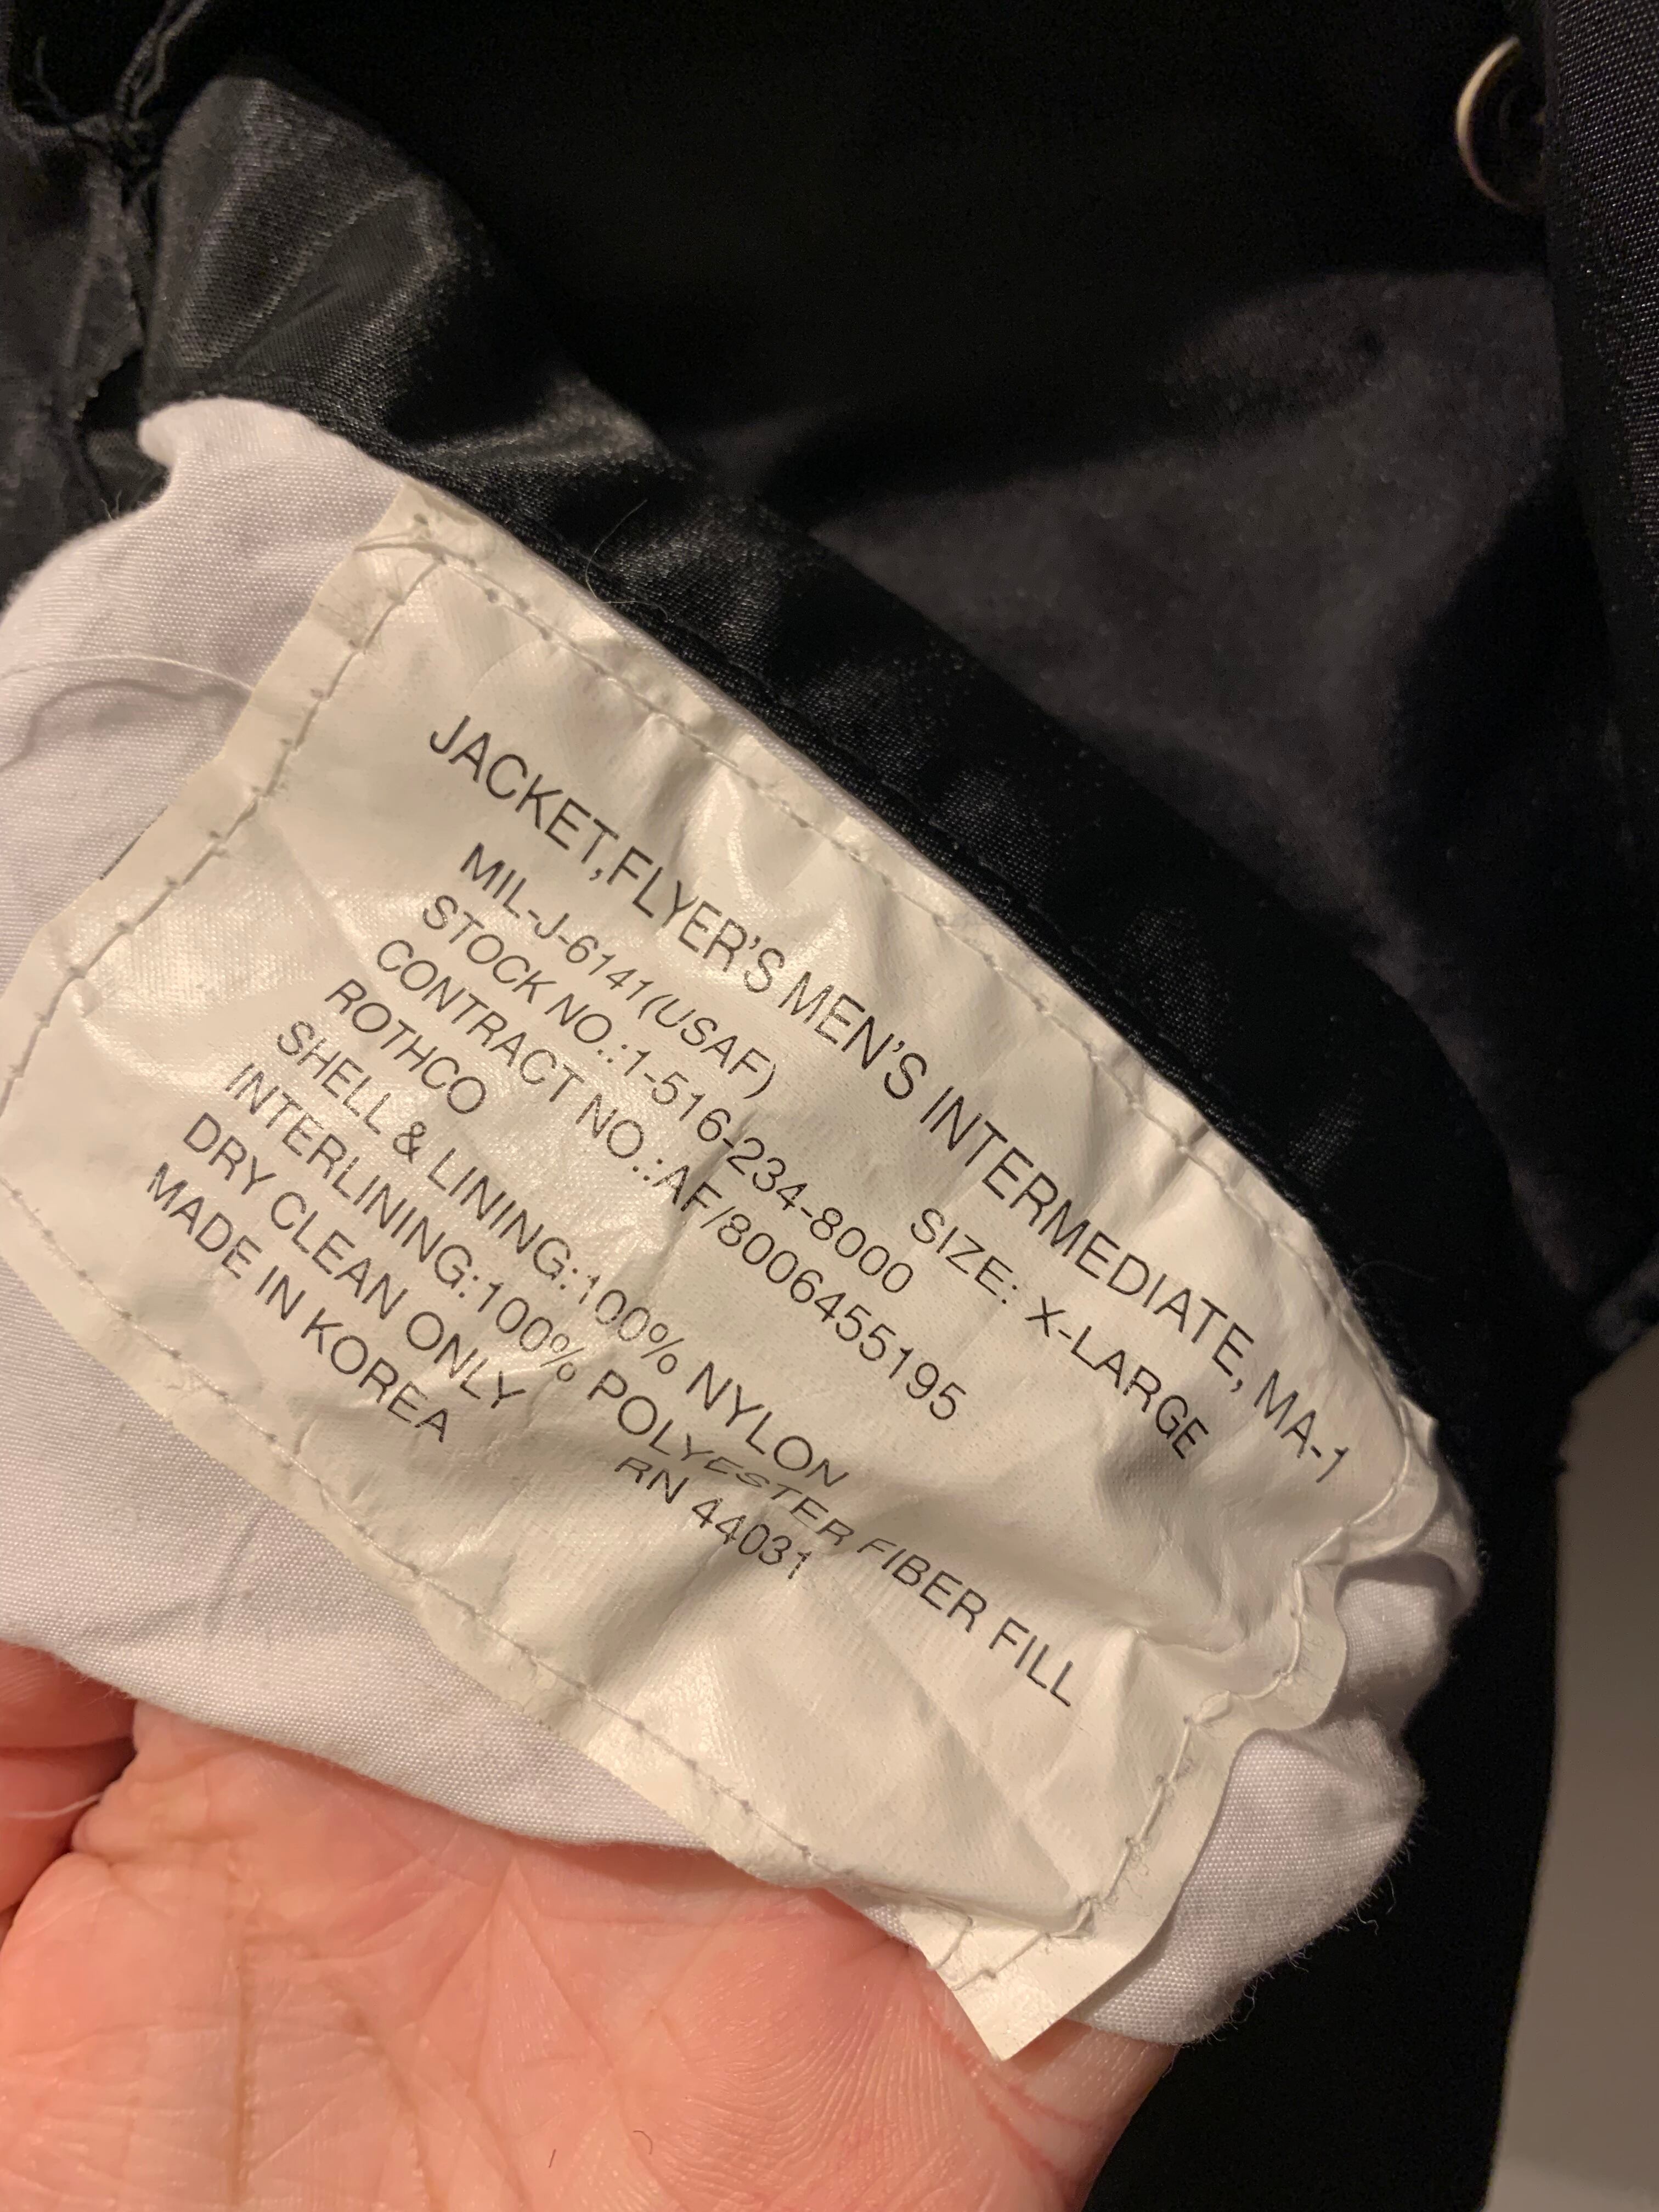 JACKET,FLYER'S MEN'S INTERMEDIATE, MA-1
SIZE: X-LARGE
MIL-J-6141(USAF)
STOCK NO.:1-516-234-8000
CONTRACT NO.:AF/8006455195
ROTHCO
SHELL & LINING:100% NYLON
INTERLINING:100% POLYESTER FIBER FILL
DRY CLEAN ONLY
RN 44031
MADE IN KOREA